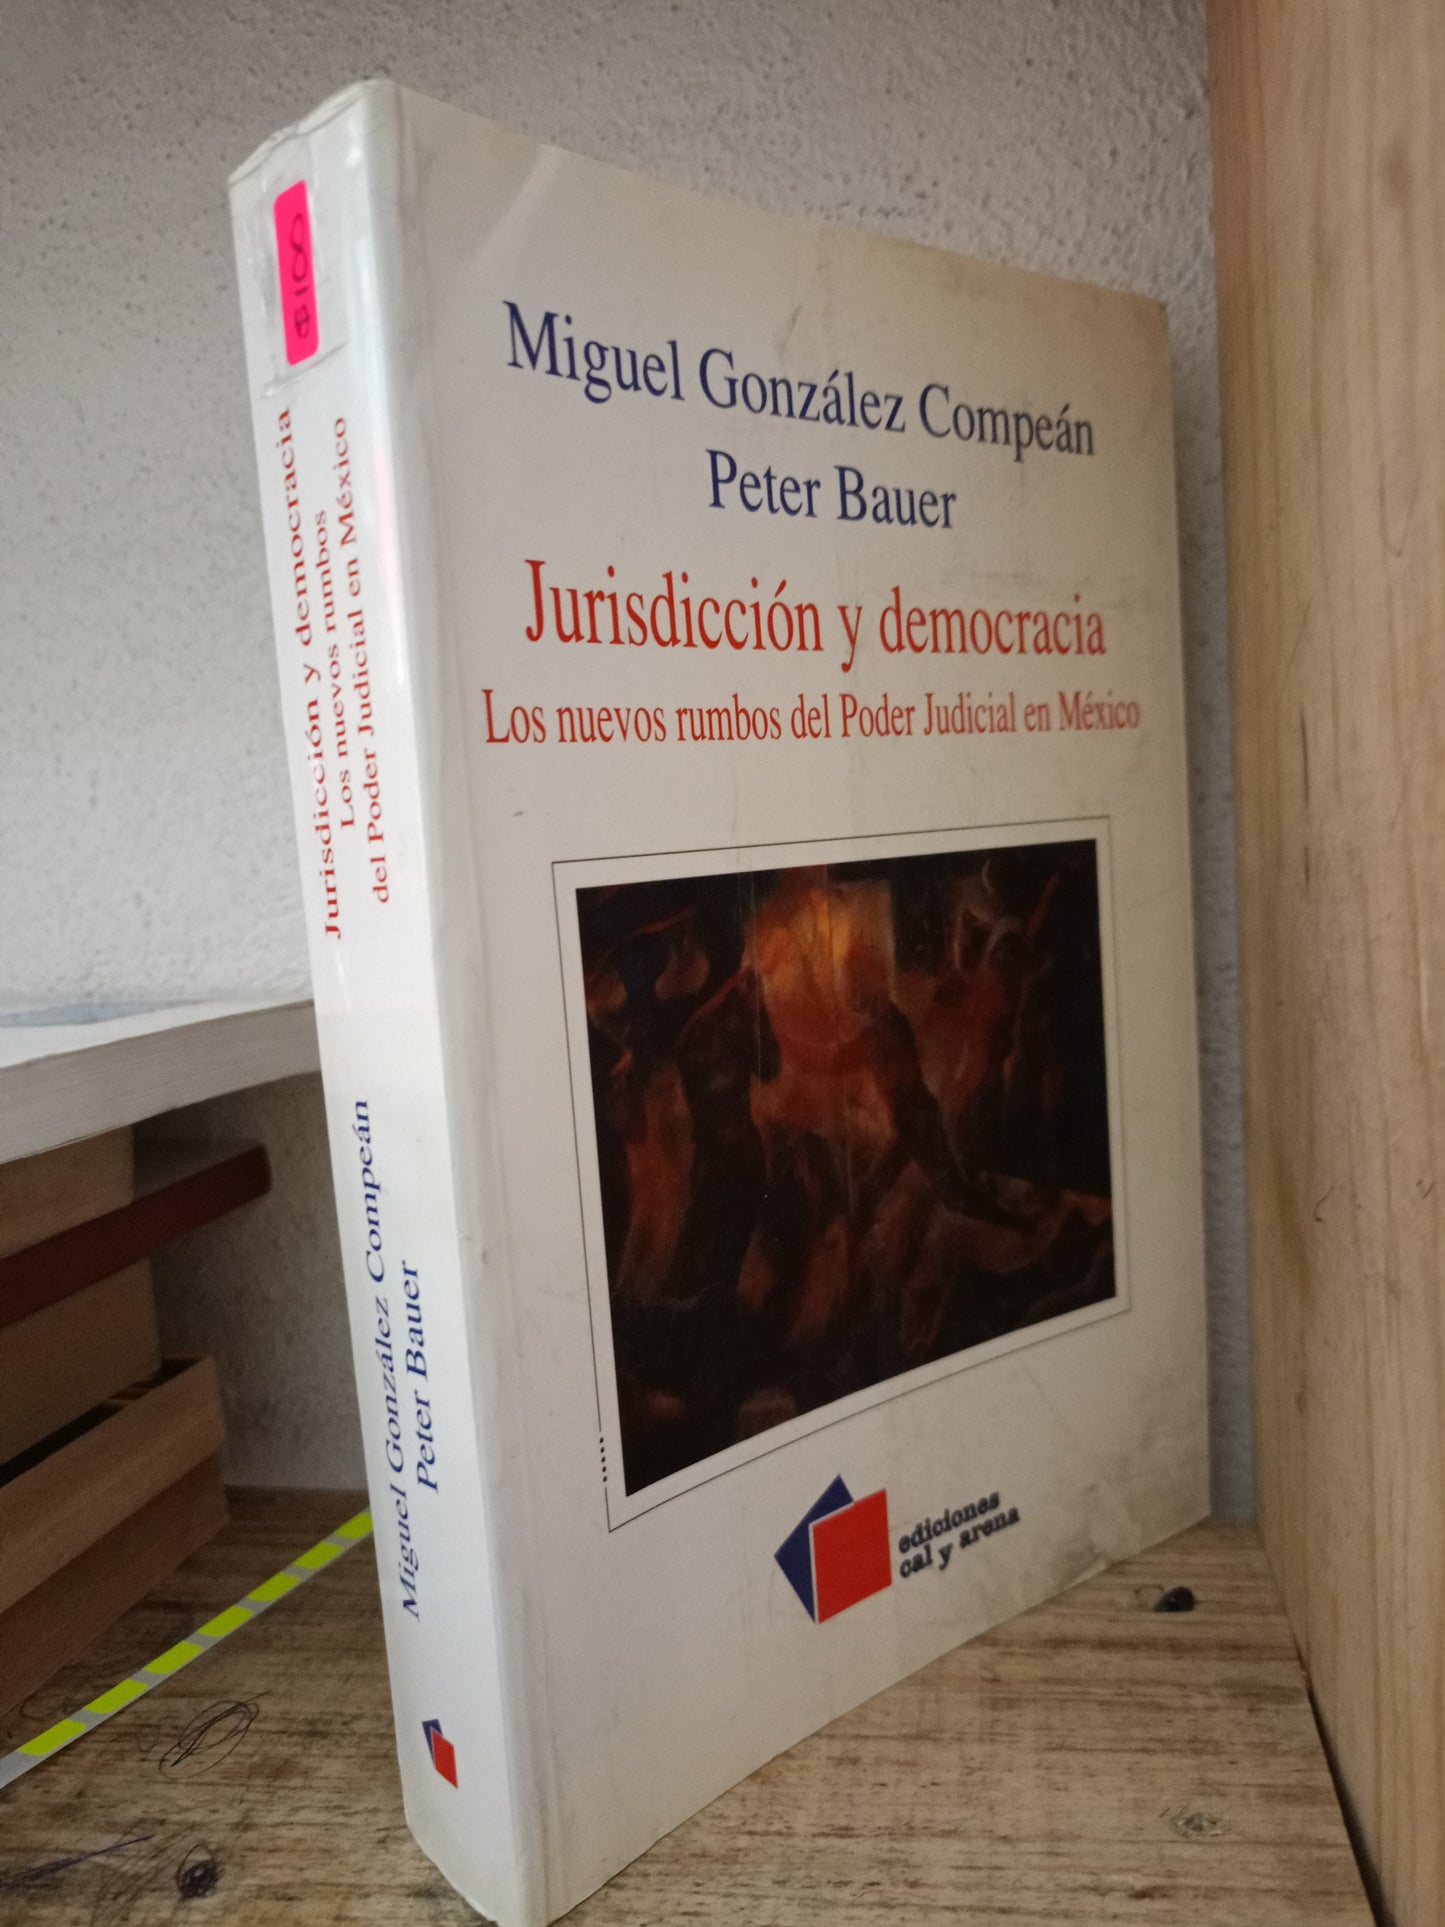 $100
Jurisdicción y democracia
Los nuevos rumbos
del Poder Judicial en México
Miguel González Compeán
Peter Bauer
Miguel González Compeán
Peter Bauer
Jurisdicción y democracia
Los nuevos rumbos del Poder Judicial en México
ediciones
cal y arena